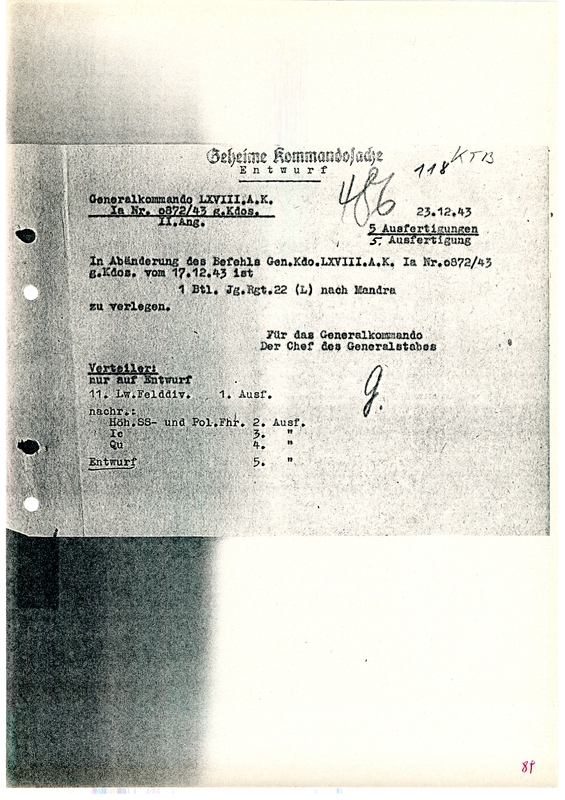 Geheime Kommandosache
Entwurf
118 KTB
486
Generalkommando LXVIII.A.K.
Ia Nr. o872/43 g.Kdos.
II.Ang.
23.12.43
5 Ausfertigungen
5. Ausfertigung
In Abänderung des Befehls Gen.Kdo.LXVIII.A.K. Ia Nr.o872/43
g.Kdos. vom 17.12.43 ist
1 Btl. Jg.Rgt.22 (L) nach Mandra
zu verlegen.
Für das Generalkommando
Der Chef des Generalstabes
Verteiler:
nur auf Entwurf
11. Lw.Felddiv. 1. Ausf.
nachr.:
Höh.SS- und Pol.Fhr. 2. Ausf.
Ic 3. "
Qu 4. "
Entwurf 5. "